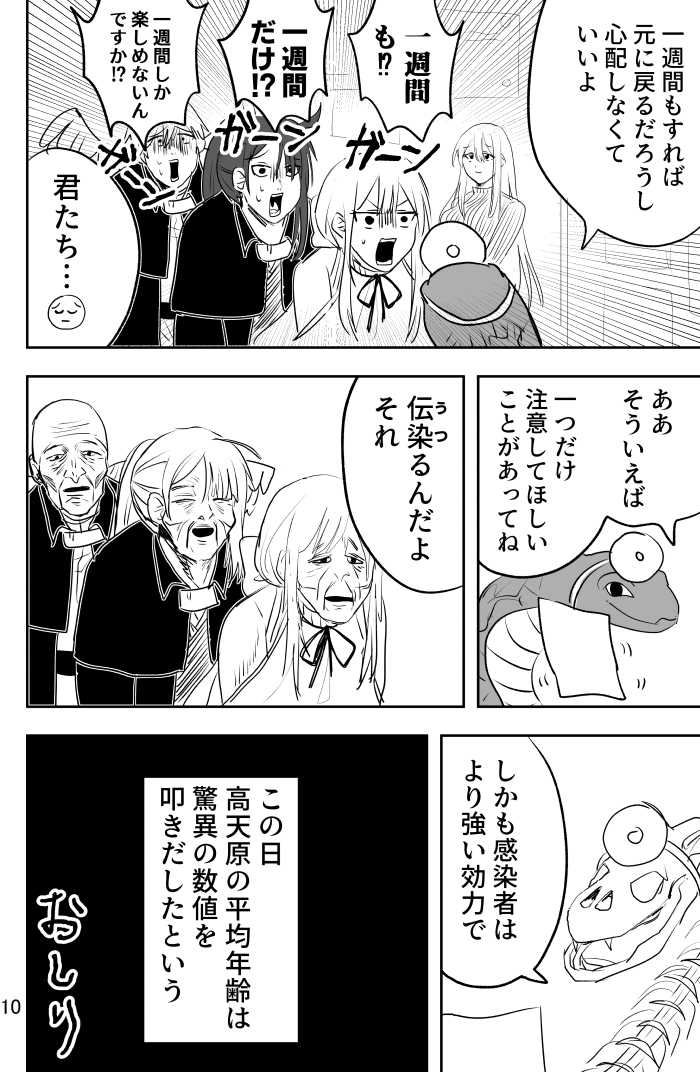 一週間もすれば
元に戻るだろうし
心配しなくて
いいよ
一週間
も!?
ガーン
一週間
だけ!?
ガーン
一週間しか
楽しめないん
ですか!?
ガーン
君たち…
😔
ああ
そういえば
一つだけ
注意してほしい
ことがあってね
伝染るんだよ
うつ
それ
しかも感染者は
より強い効力で
この日
高天原の平均年齢は
驚異の数値を
叩きだしたという
おしり
10